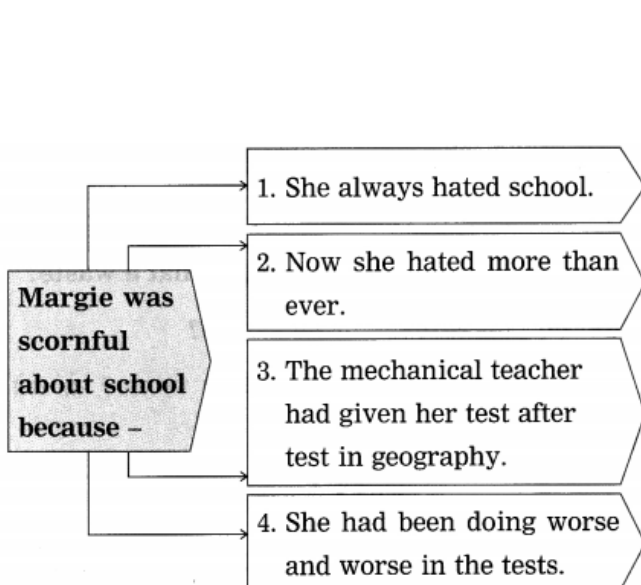 1. She always hated school.
2. Now she hated more than
ever.
Margie was
scornful
about school
because –
3. The mechanical teacher
had given her test after
test in geography.
4. She had been doing worse
and worse in the tests.